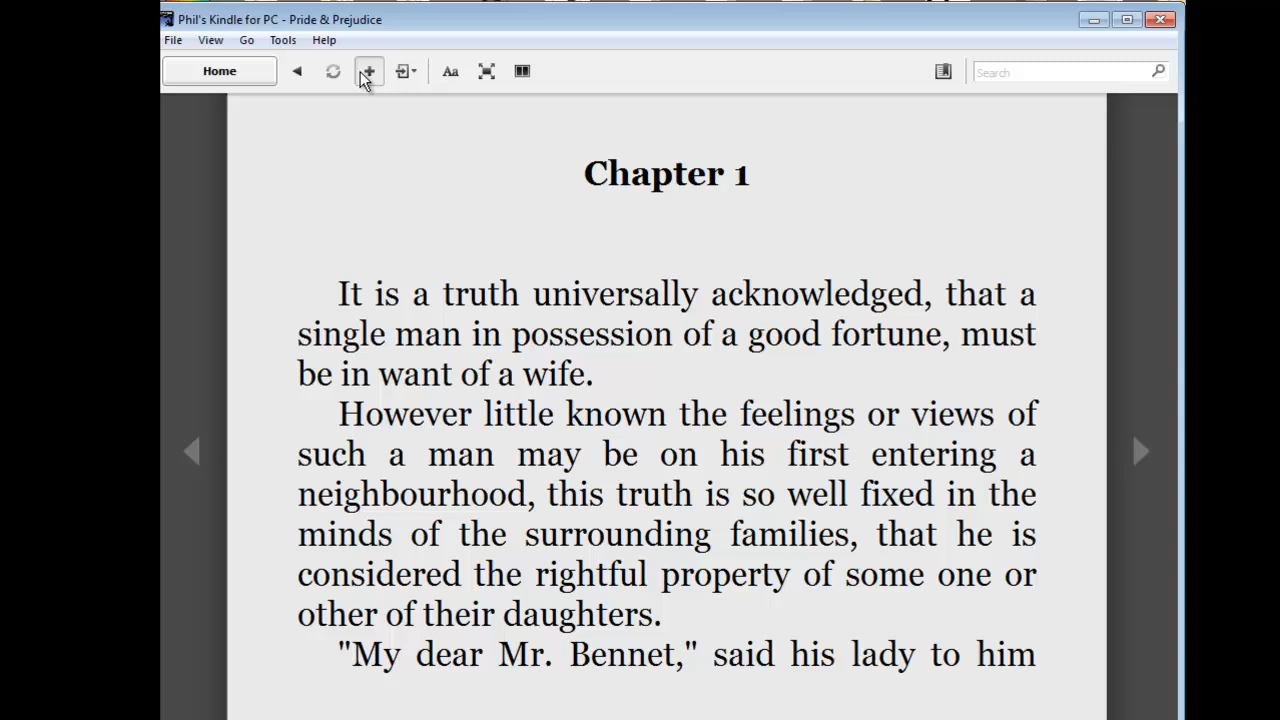 Phil's Kindle for PC - Pride & Prejudice
File View Go Tools Help
Home Aa Search
Chapter 1
It is a truth universally acknowledged, that a
single man in possession of a good fortune, must
be in want of a wife.
However little known the feelings or views of
such a man may be on his first entering a
neighbourhood, this truth is so well fixed in the
minds of the surrounding families, that he is
considered the rightful property of some one or
other of their daughters.
"My dear Mr. Bennet," said his lady to him